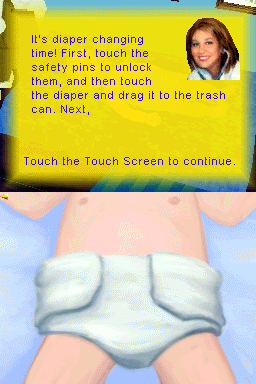 It's diaper changing
time! First, touch the
safety pins to unlock
them, and then touch
the diaper and drag it to the trash
can. Next,
Touch the Touch Screen to continue.